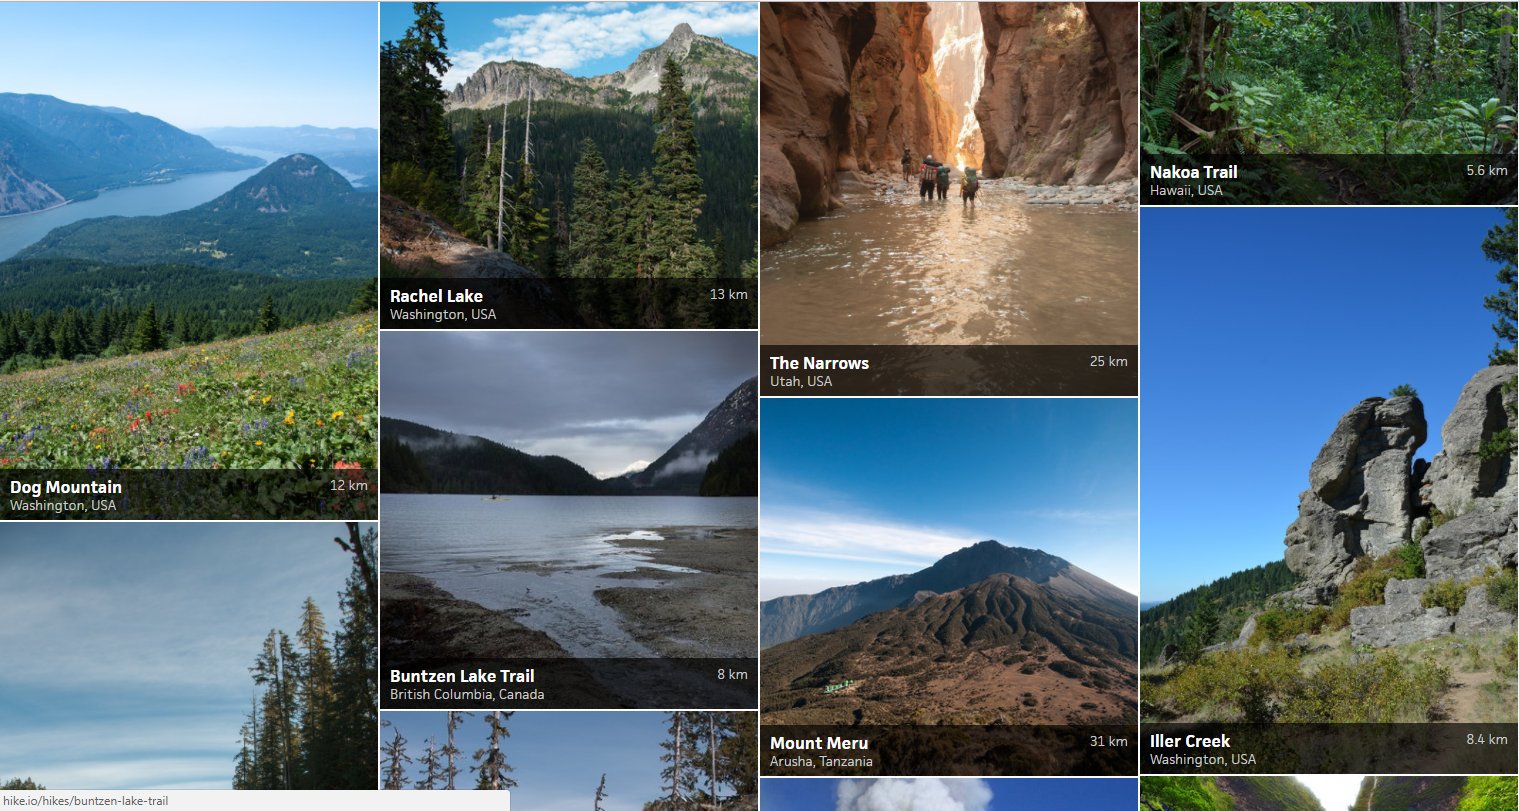 Dog Mountain
12 km
Washington, USA
Rachel Lake
13 km
Washington, USA
Buntzen Lake Trail
8 km
British Columbia, Canada
The Narrows
25 km
Utah, USA
Mount Meru
31 km
Arusha, Tanzania
Nakoa Trail
5.6 km
Hawaii, USA
Iller Creek
8.4 km
Washington, USA
hike.io/hikes/buntzen-lake-trail